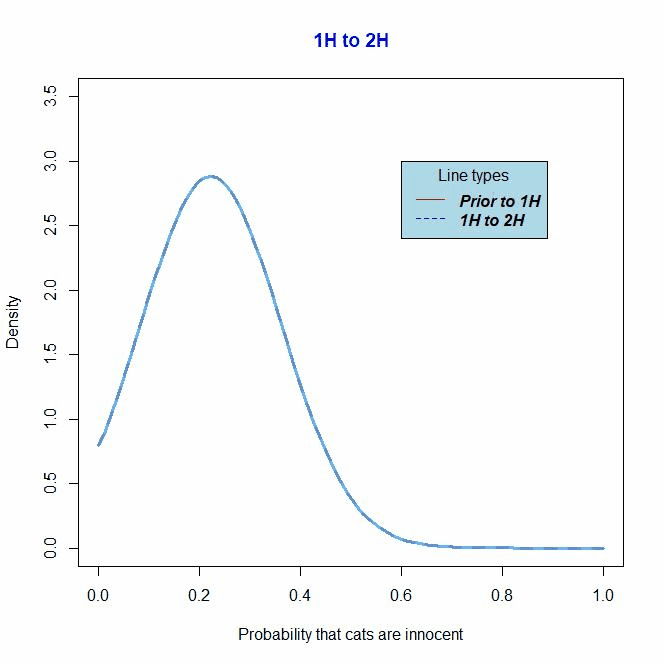 1H to 2H
3.5
3.0
2.5
2.0
1.5
1.0
0.5
0.0
Density
Line types
Prior to 1H
1H to 2H
0.0 0.2 0.4 0.6 0.8 1.0
Probability that cats are innocent